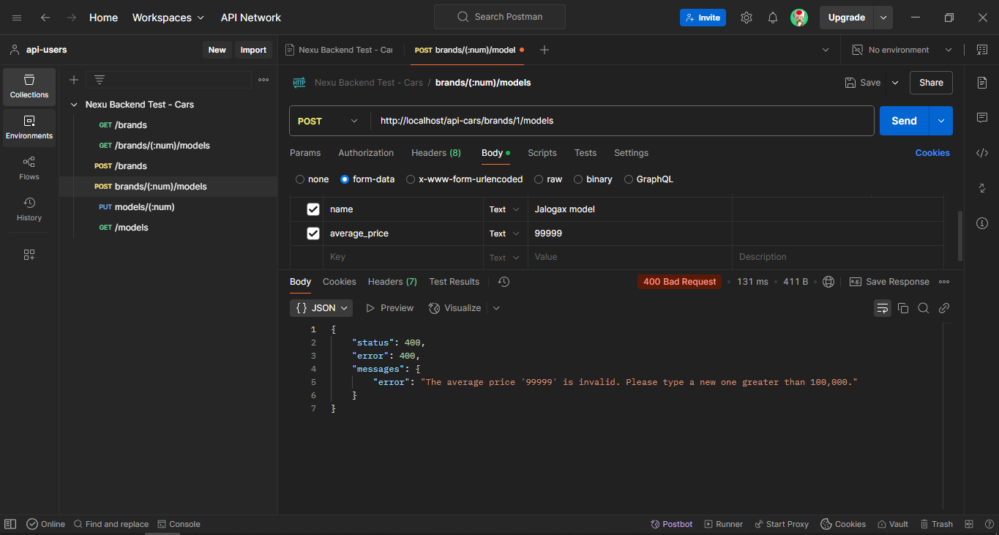 Home Workspaces API Network Search Postman Invite Upgrade
api-users New Import Nexu Backend Test - Car POST brands/(:num)/model No environment
Collections
Environments
Flows
History
Nexu Backend Test - Cars
GET /brands
GET /brands/(:num)/models
POST /brands
POST brands/(:num)/models
PUT models/(:num)
GET /models
HTTP Nexu Backend Test - Cars / brands/(:num)/models Save Share
POST http://localhost/api-cars/brands/1/models Send
Params Authorization Headers (8) Body Scripts Tests Settings Cookies
none form-data x-www-form-urlencoded raw binary GraphQL
name Text Jalogax model
average_price Text 99999
Key Text Value Description
Body Cookies Headers (7) Test Results 400 Bad Request • 131 ms • 411 B • e.g. Save Response
{} JSON Preview Visualize
1 {
2 "status": 400,
3 "error": 400,
4 "messages": {
5 "error": "The average price '99999' is invalid. Please type a new one greater than 100,000."
6 }
7 }
Online Find and replace Console Postbot Runner Start Proxy Cookies Vault Trash